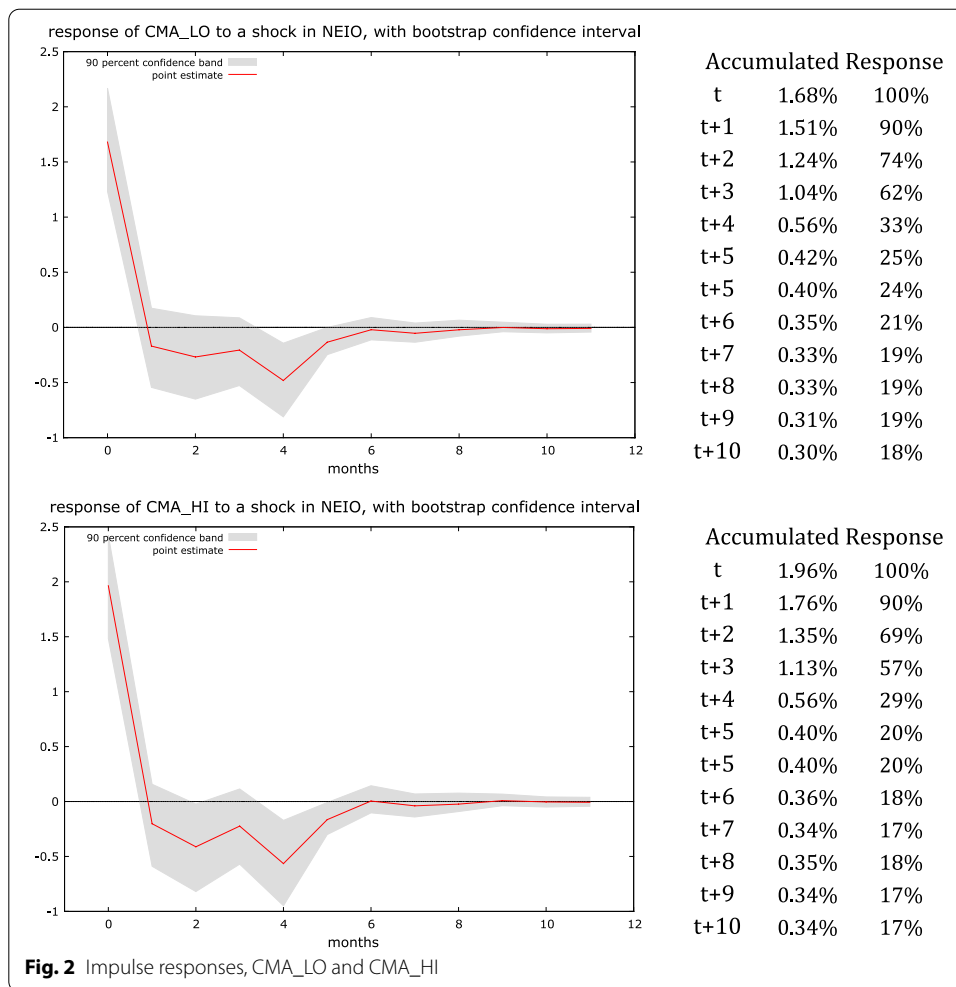 response of CMA_LO to a shock in NEIO, with bootstrap confidence interval
2.5
90 percent confidence band
point estimate
2
1.5
1
0.5
0
-0.5
-1
0 2 4 6 8 10 12
months
Accumulated Response
t 1.68% 100%
t+1 1.51% 90%
t+2 1.24% 74%
t+3 1.04% 62%
t+4 0.56% 33%
t+5 0.42% 25%
t+5 0.40% 24%
t+6 0.35% 21%
t+7 0.33% 19%
t+8 0.33% 19%
t+9 0.31% 19%
t+10 0.30% 18%
response of CMA_HI to a shock in NEIO, with bootstrap confidence interval
2.5
90 percent confidence band
point estimate
2
1.5
1
0.5
0
-0.5
-1
0 2 4 6 8 10 12
months
Accumulated Response
t 1.96% 100%
t+1 1.76% 90%
t+2 1.35% 69%
t+3 1.13% 57%
t+4 0.56% 29%
t+5 0.40% 20%
t+5 0.40% 20%
t+6 0.36% 18%
t+7 0.34% 17%
t+8 0.35% 18%
t+9 0.34% 17%
t+10 0.34% 17%
Fig. 2 Impulse responses, CMA_LO and CMA_HI